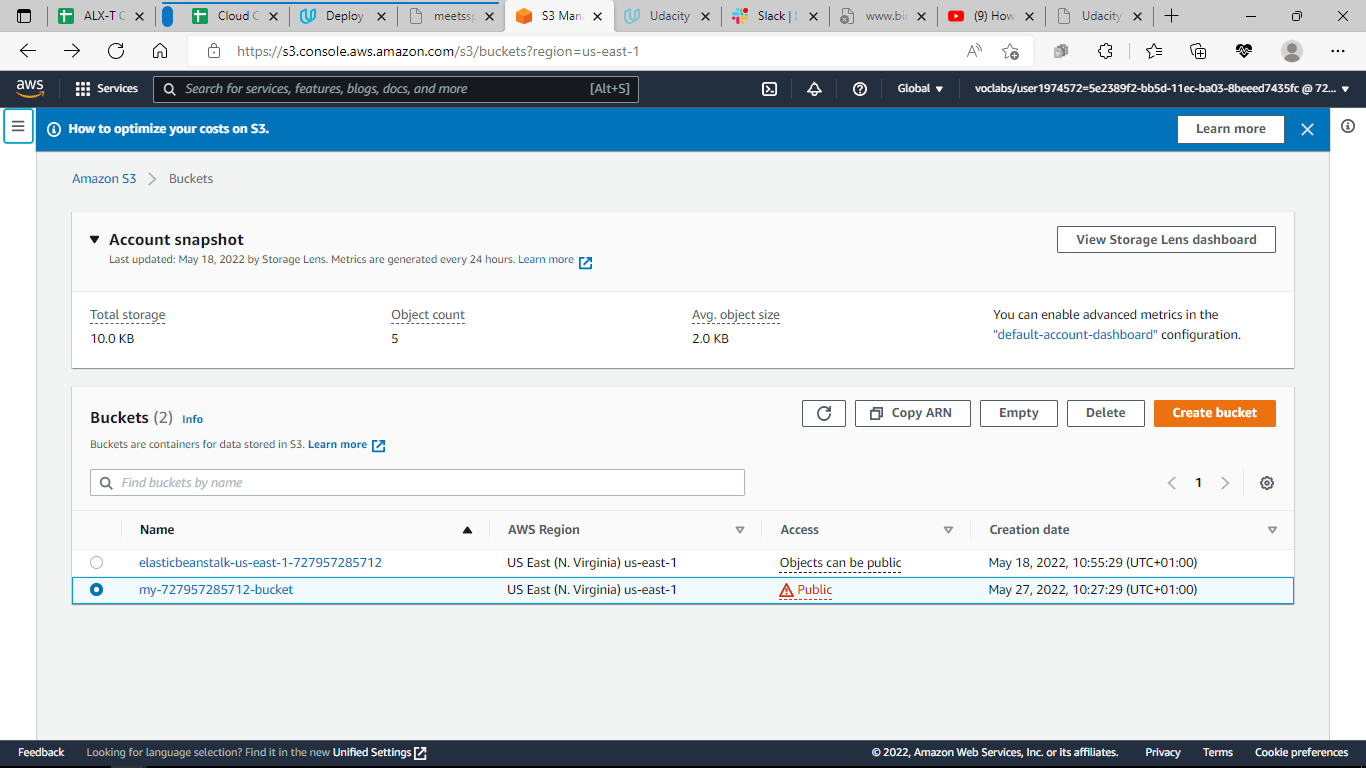 ALX-T C
Cloud C
Deploy
meetssp
S3 Man
Udacity
Slack |
www.bir
(9) How
Udacity
https://s3.console.aws.amazon.com/s3/buckets?region=us-east-1
aws
Services
Search for services, features, blogs, docs, and more
[Alt+S]
Global
voclabs/user1974572=5e2389f2-bb5d-11ec-ba03-8beeed7435fc @ 72...
How to optimize your costs on S3.
Learn more
Amazon S3 > Buckets
Account snapshot
View Storage Lens dashboard
Last updated: May 18, 2022 by Storage Lens. Metrics are generated every 24 hours. Learn more
Total storage
10.0 KB
Object count
5
Avg. object size
2.0 KB
You can enable advanced metrics in the
"default-account-dashboard" configuration.
Buckets (2) Info
Copy ARN
Empty
Delete
Create bucket
Buckets are containers for data stored in S3. Learn more
Find buckets by name
1
Name
AWS Region
Access
Creation date
elasticbeanstalk-us-east-1-727957285712
US East (N. Virginia) us-east-1
Objects can be public
May 18, 2022, 10:55:29 (UTC+01:00)
my-727957285712-bucket
US East (N. Virginia) us-east-1
Public
May 27, 2022, 10:27:29 (UTC+01:00)
Feedback
Looking for language selection? Find it in the new Unified Settings
© 2022, Amazon Web Services, Inc. or its affiliates.
Privacy
Terms
Cookie preferences